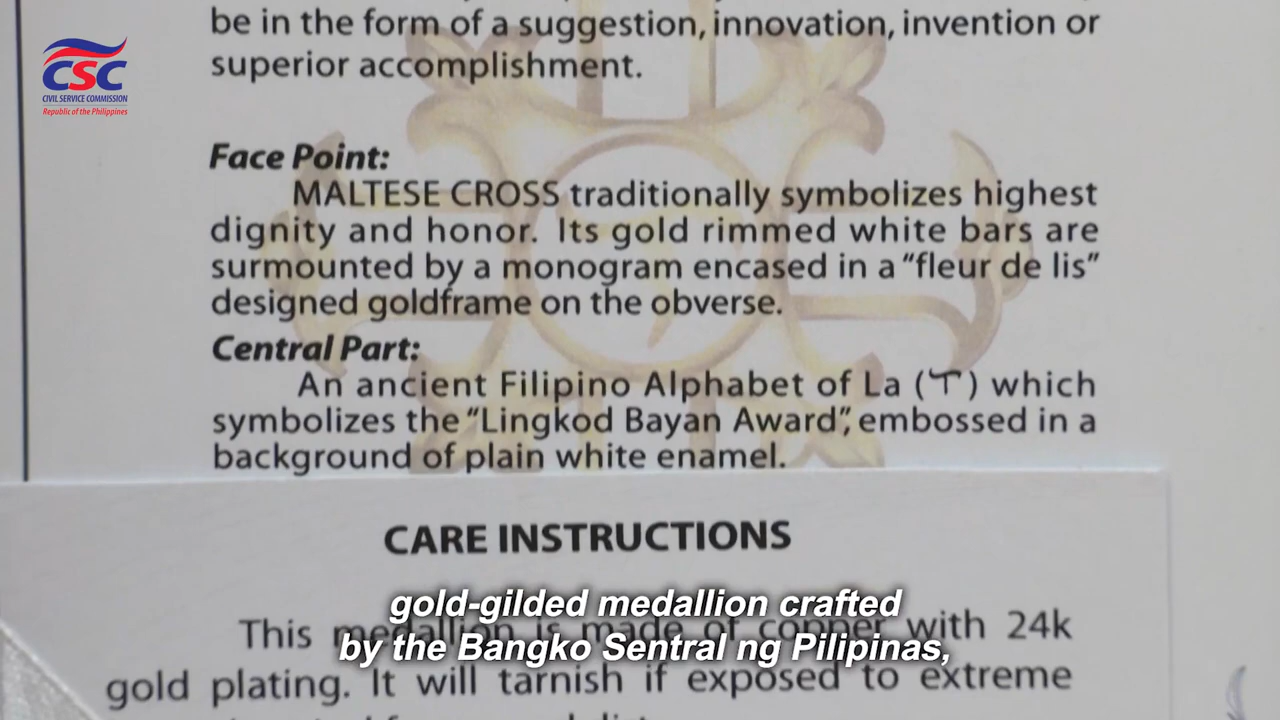 be in the form of a suggestion, innovation, invention or
superior accomplishment.
CSC
CIVIL SERVICE COMMISSION
Republic of the Philippines
Face Point:
MALTESE CROSS traditionally symbolizes highest
dignity and honor. Its gold rimmed white bars are
surmounted by a monogram encased in a “fleur de lis”
designed goldframe on the obverse.
Central Part:
An ancient Filipino Alphabet of La (ᜎ) which
symbolizes the “Lingkod Bayan Award”, embossed in a
background of plain white enamel.
CARE INSTRUCTIONS
This medallion is made of copper with 24k
gold plating. It will tarnish if exposed to extreme
gold-gilded medallion crafted
by the Bangko Sentral ng Pilipinas,